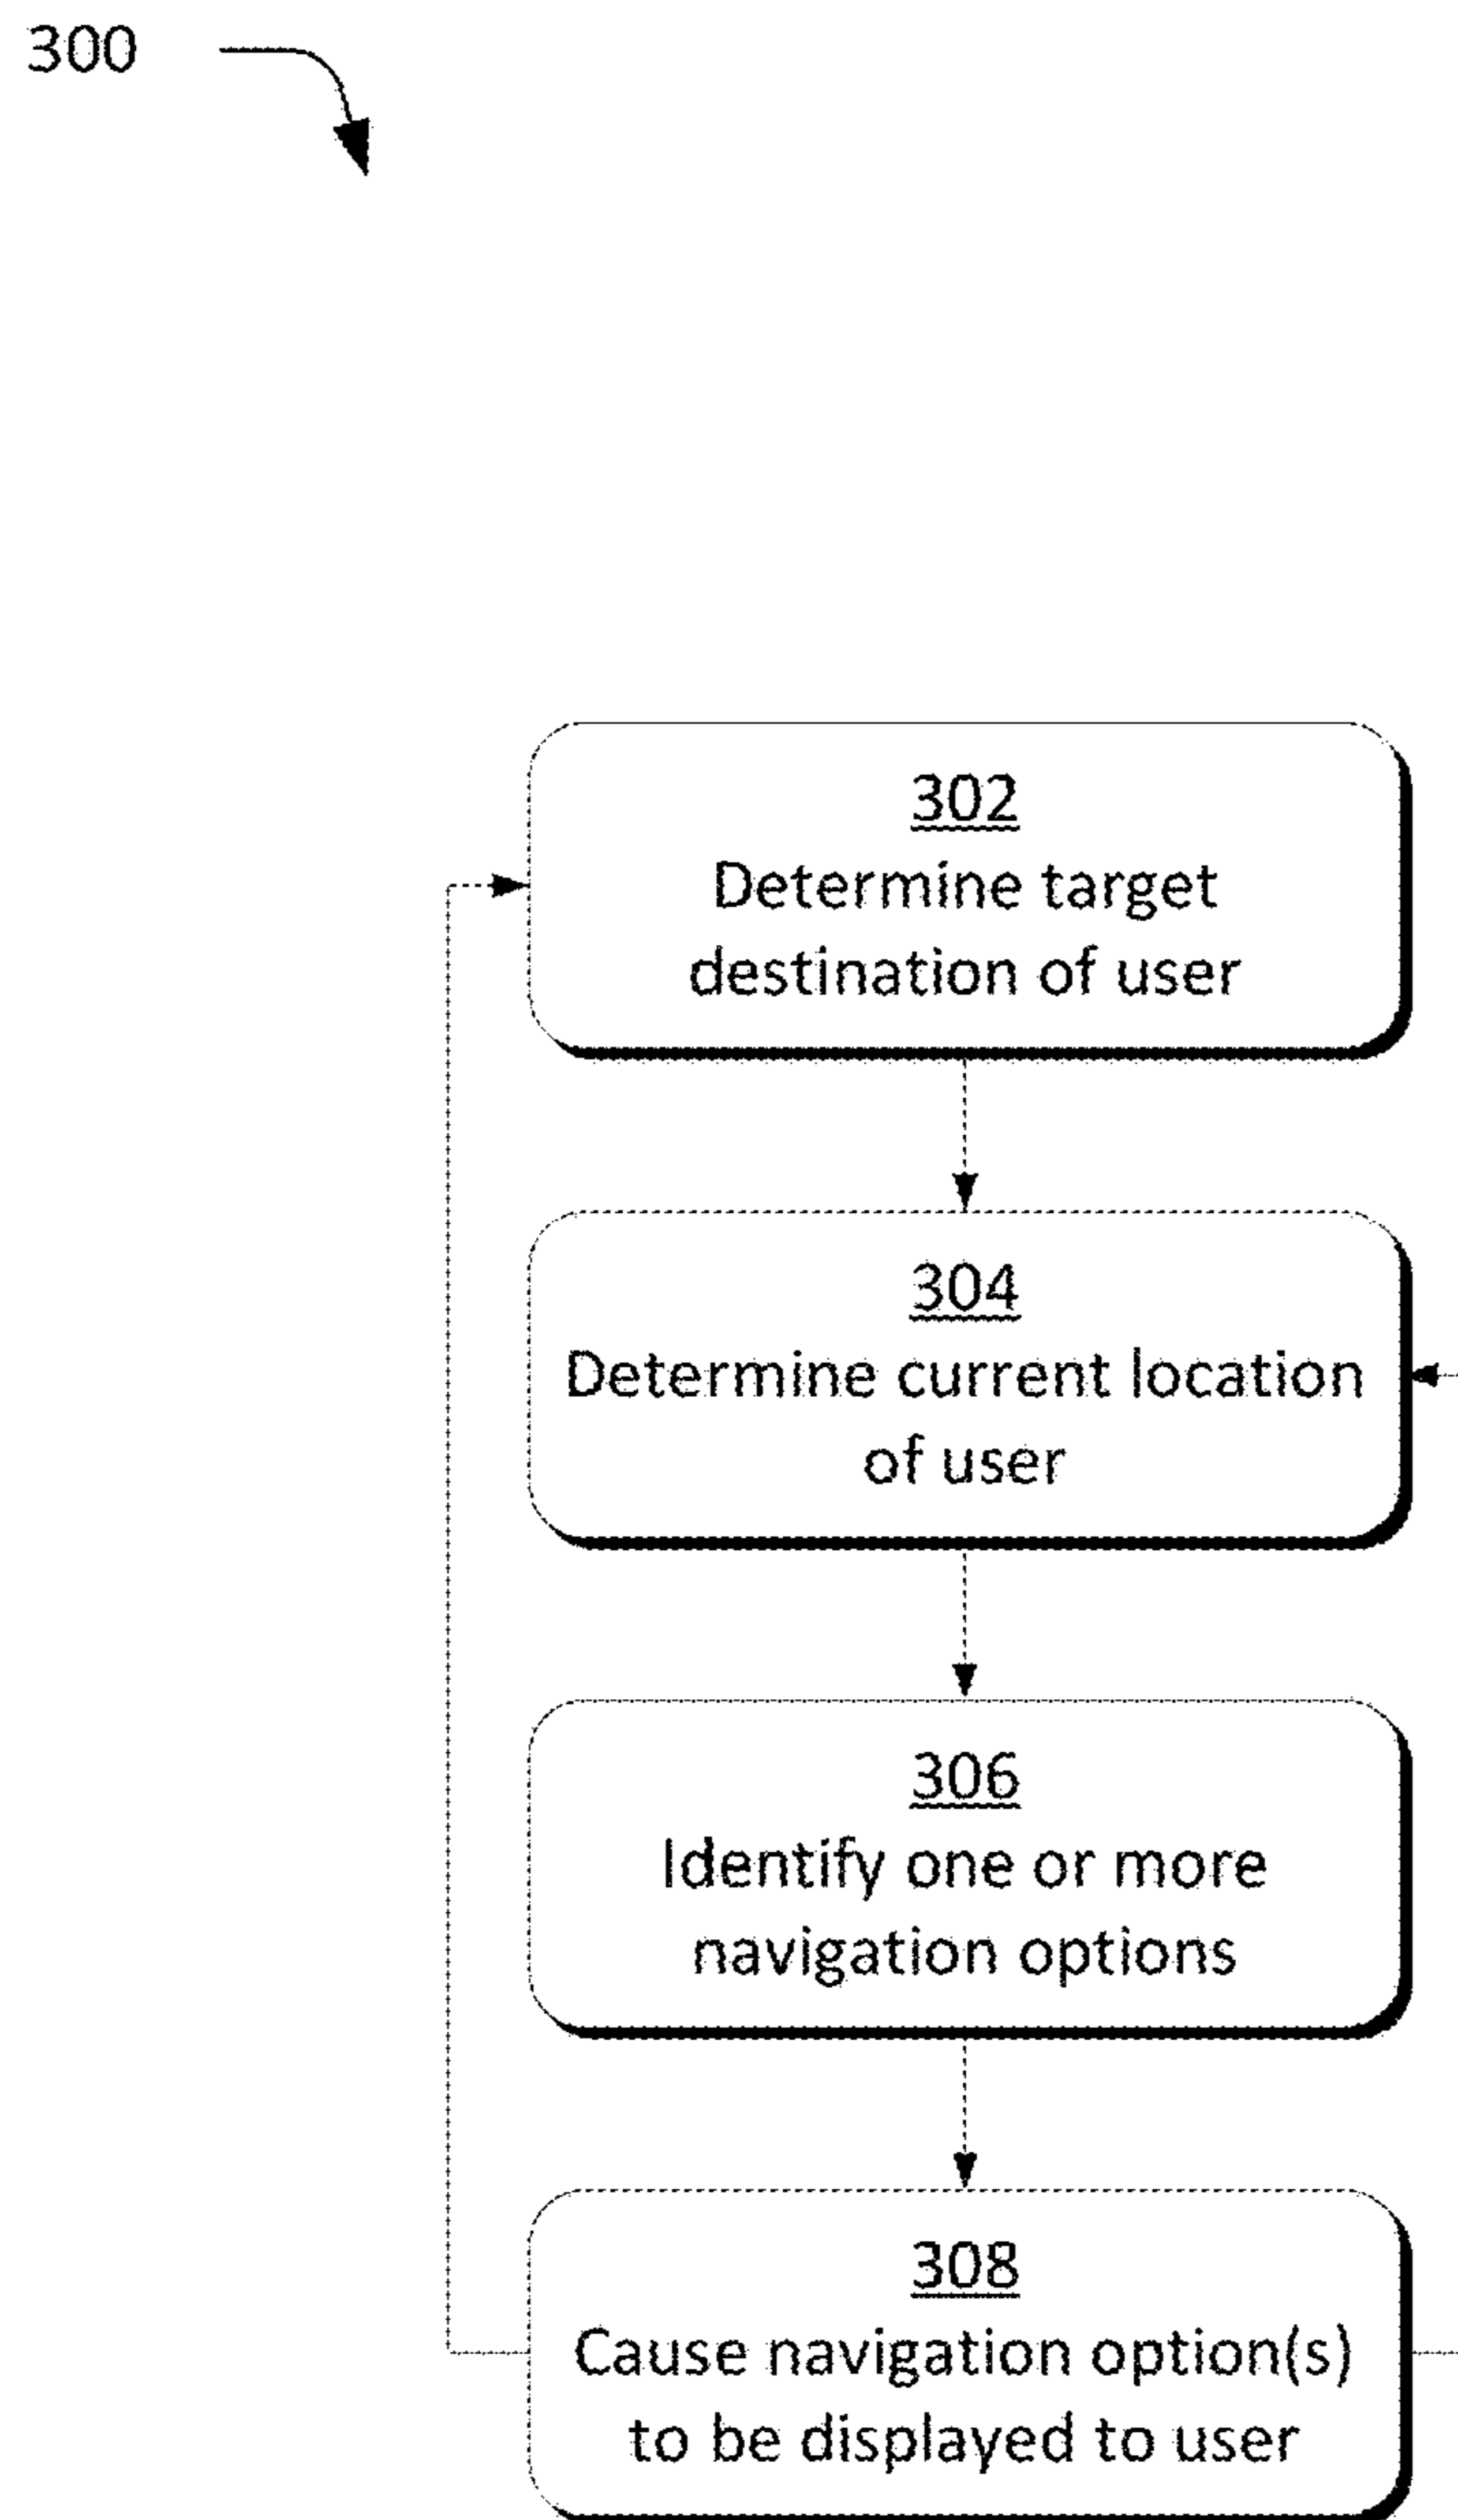 300
302
Determine target
destination of user
304
Determine current location
of user
306
Identify one or more
navigation options
308
Cause navigation option(s)
to be displayed to user